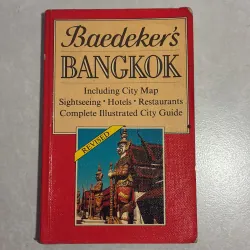 Baedeker's
BANGKOK
Including City Map
Sightseeing • Hotels • Restaurants
Complete Illustrated City Guide
REVISED